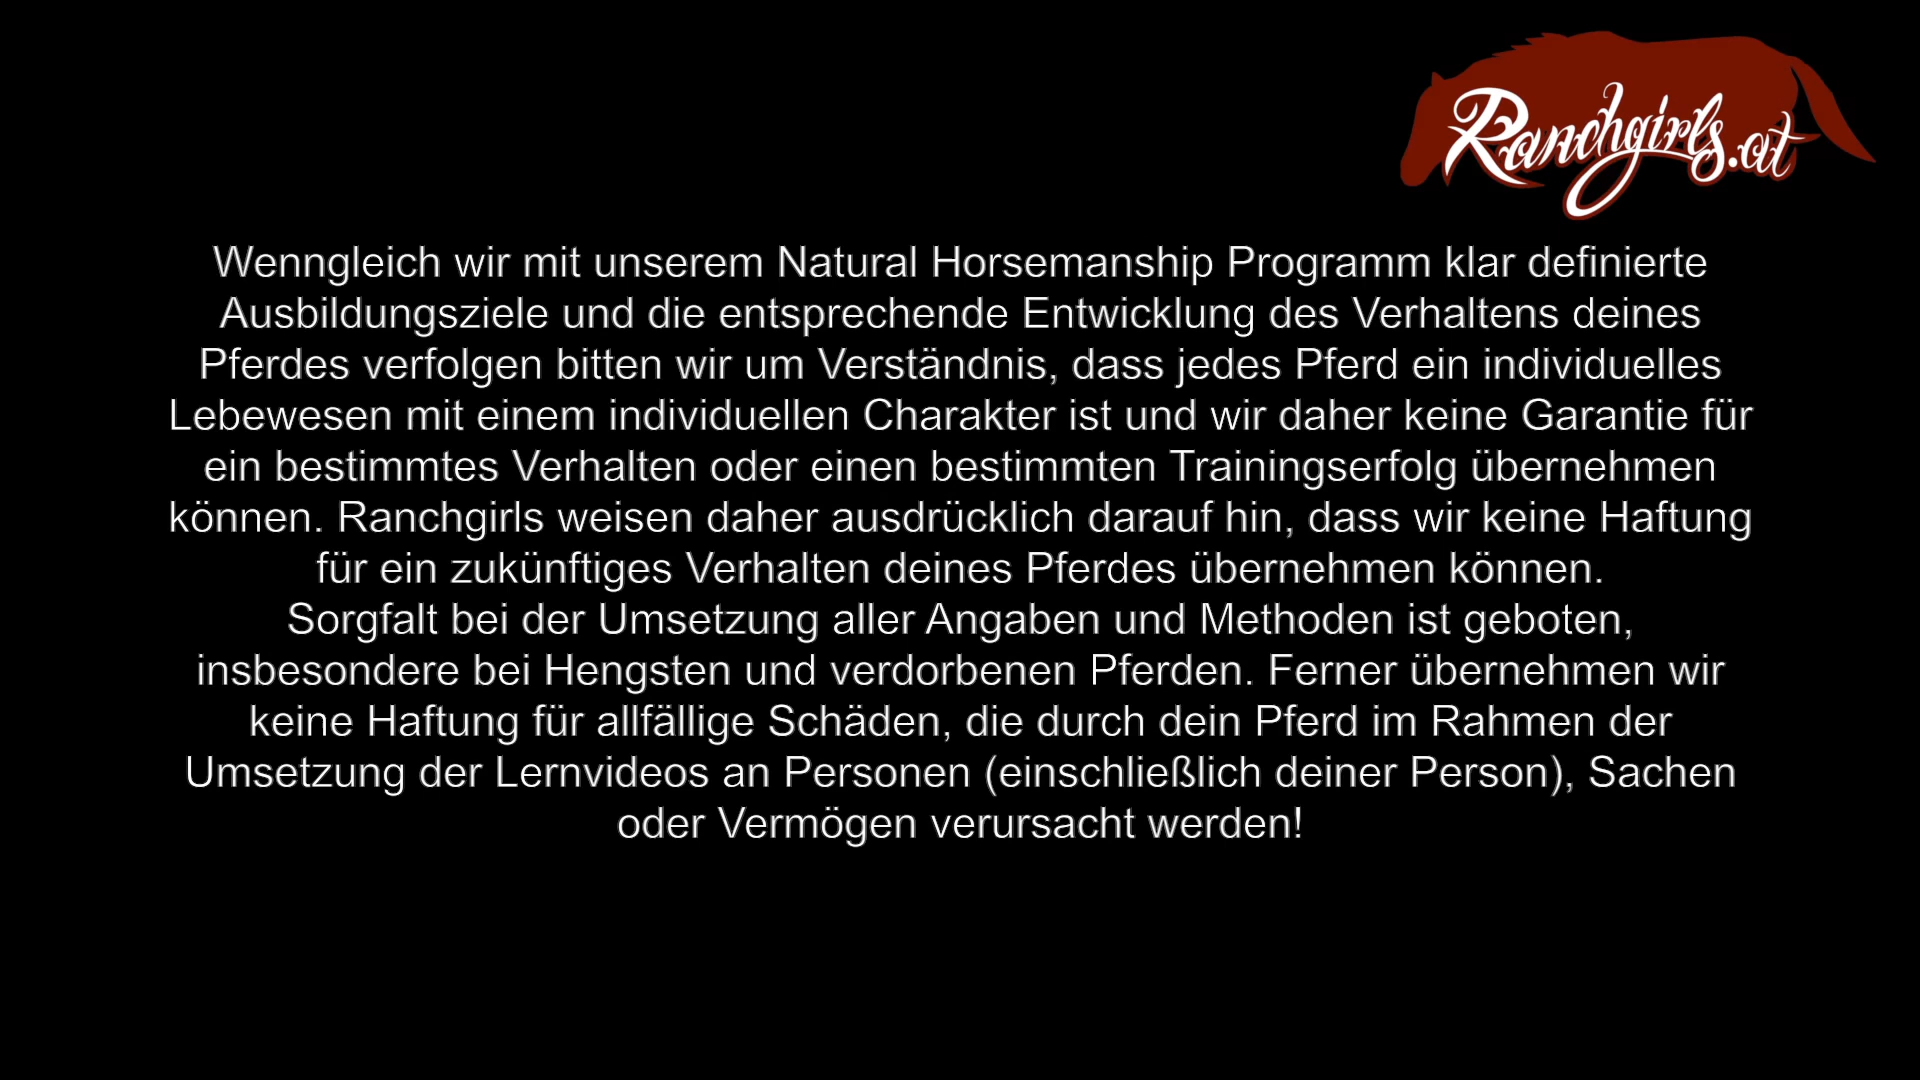 Ranchgirls.at
Wenngleich wir mit unserem Natural Horsemanship Programm klar definierte
Ausbildungsziele und die entsprechende Entwicklung des Verhaltens deines
Pferdes verfolgen bitten wir um Verständnis, dass jedes Pferd ein individuelles
Lebewesen mit einem individuellen Charakter ist und wir daher keine Garantie für
ein bestimmtes Verhalten oder einen bestimmten Trainingserfolg übernehmen
können. Ranchgirls weisen daher ausdrücklich darauf hin, dass wir keine Haftung
für ein zukünftiges Verhalten deines Pferdes übernehmen können.
Sorgfalt bei der Umsetzung aller Angaben und Methoden ist geboten,
insbesondere bei Hengsten und verdorbenen Pferden. Ferner übernehmen wir
keine Haftung für allfällige Schäden, die durch dein Pferd im Rahmen der
Umsetzung der Lernvideos an Personen (einschließlich deiner Person), Sachen
oder Vermögen verursacht werden!